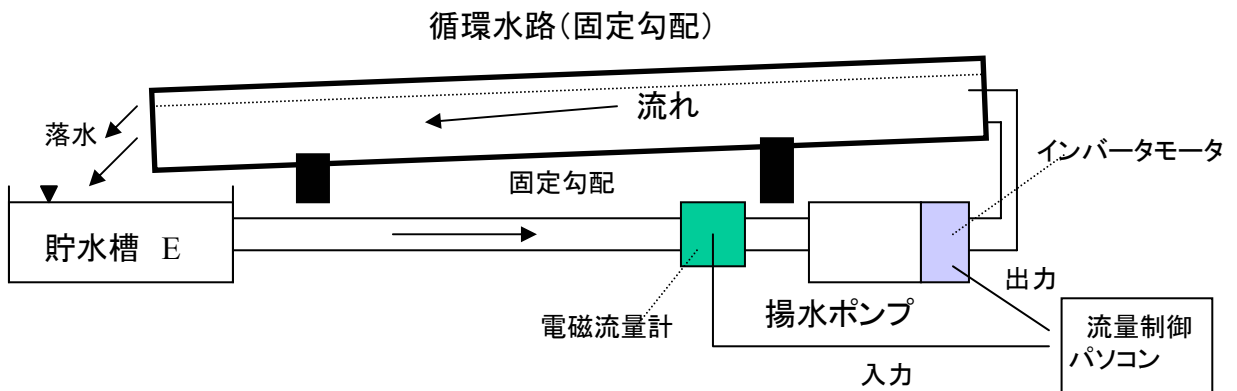 循環水路(固定勾配)
流れ
落水
インバータモータ
固定勾配
貯水槽 E
出力
電磁流量計
揚水ポンプ
流量制御
パソコン
入力